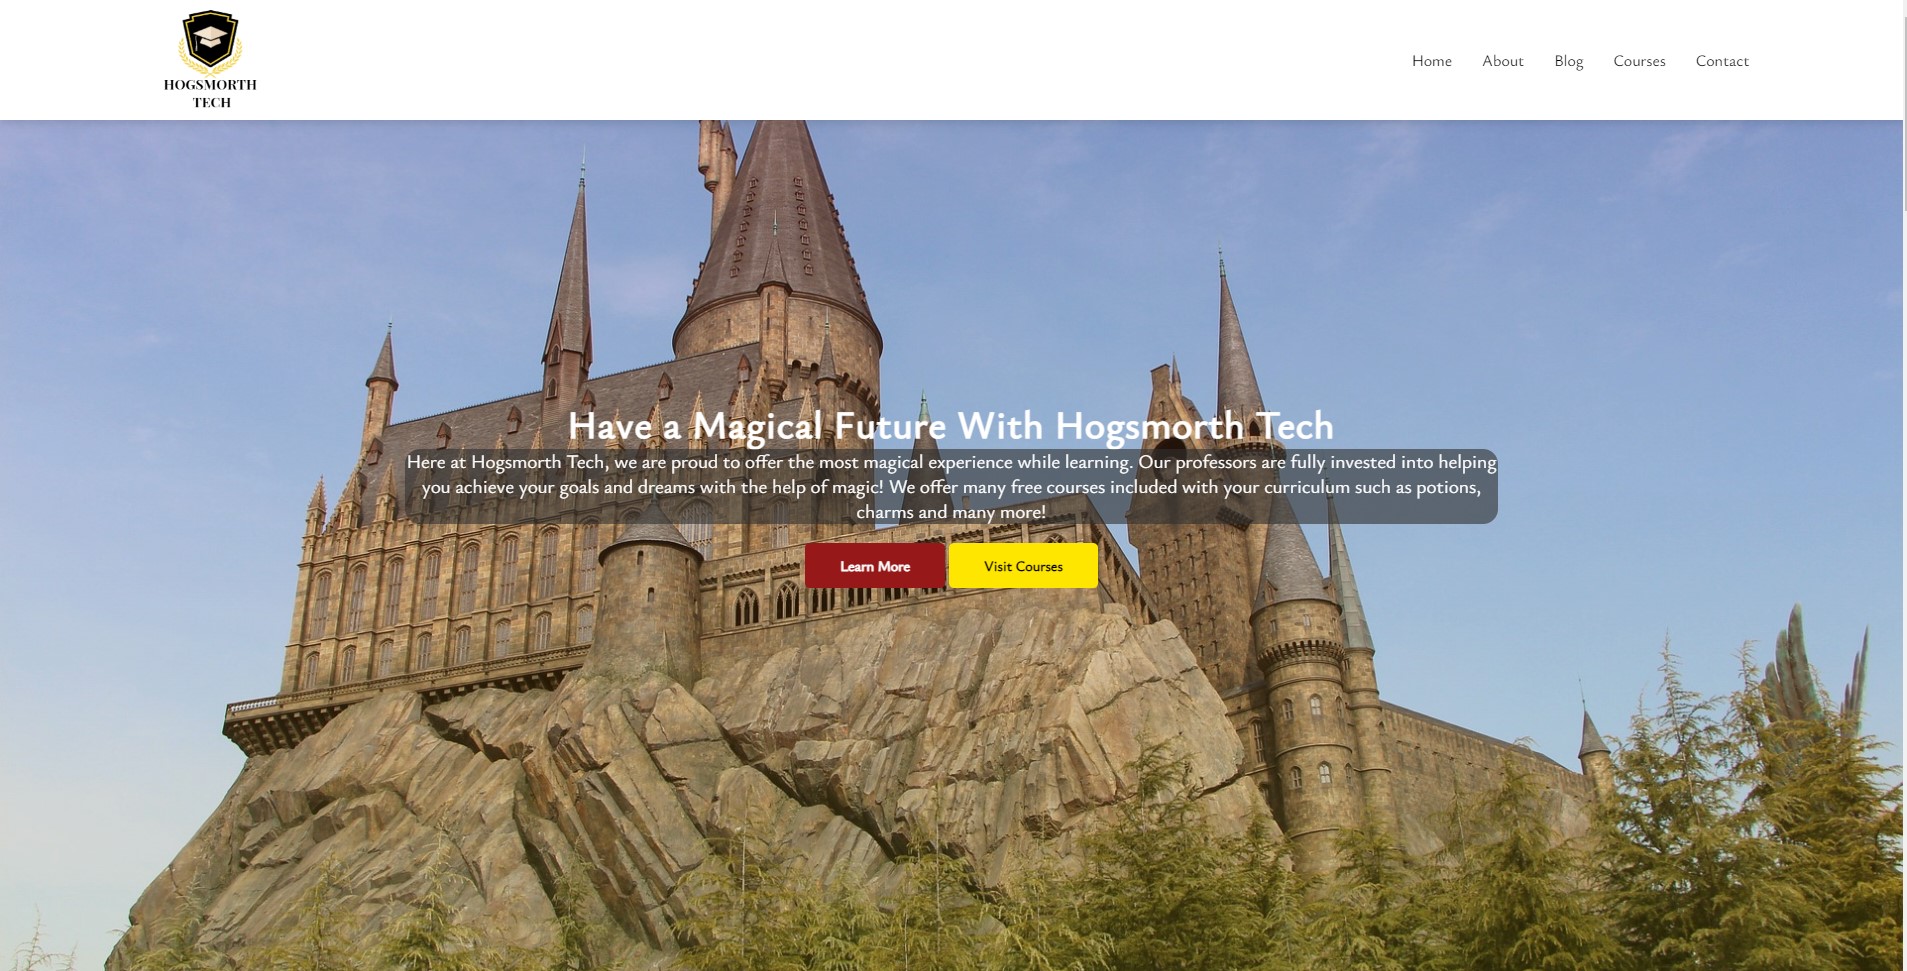 HOGSMORTH
TECH
Home
About
Blog
Courses
Contact
Have a Magical Future With Hogsmorth Tech
Here at Hogsmorth Tech, we are proud to offer the most magical experience while learning. Our professors are fully invested into helping
you achieve your goals and dreams with the help of magic! We offer many free courses included with your curriculum such as potions,
charms and many more!
Learn More
Visit Courses